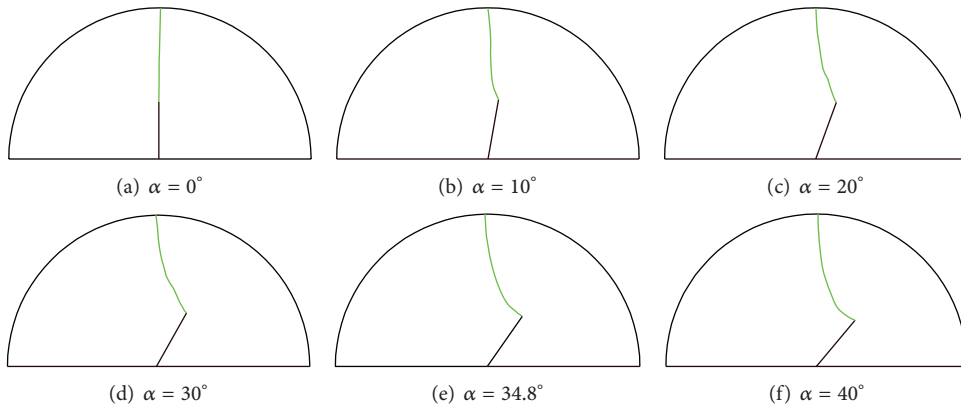 (a) α = 0°
(b) α = 10°
(c) α = 20°
(d) α = 30°
(e) α = 34.8°
(f) α = 40°